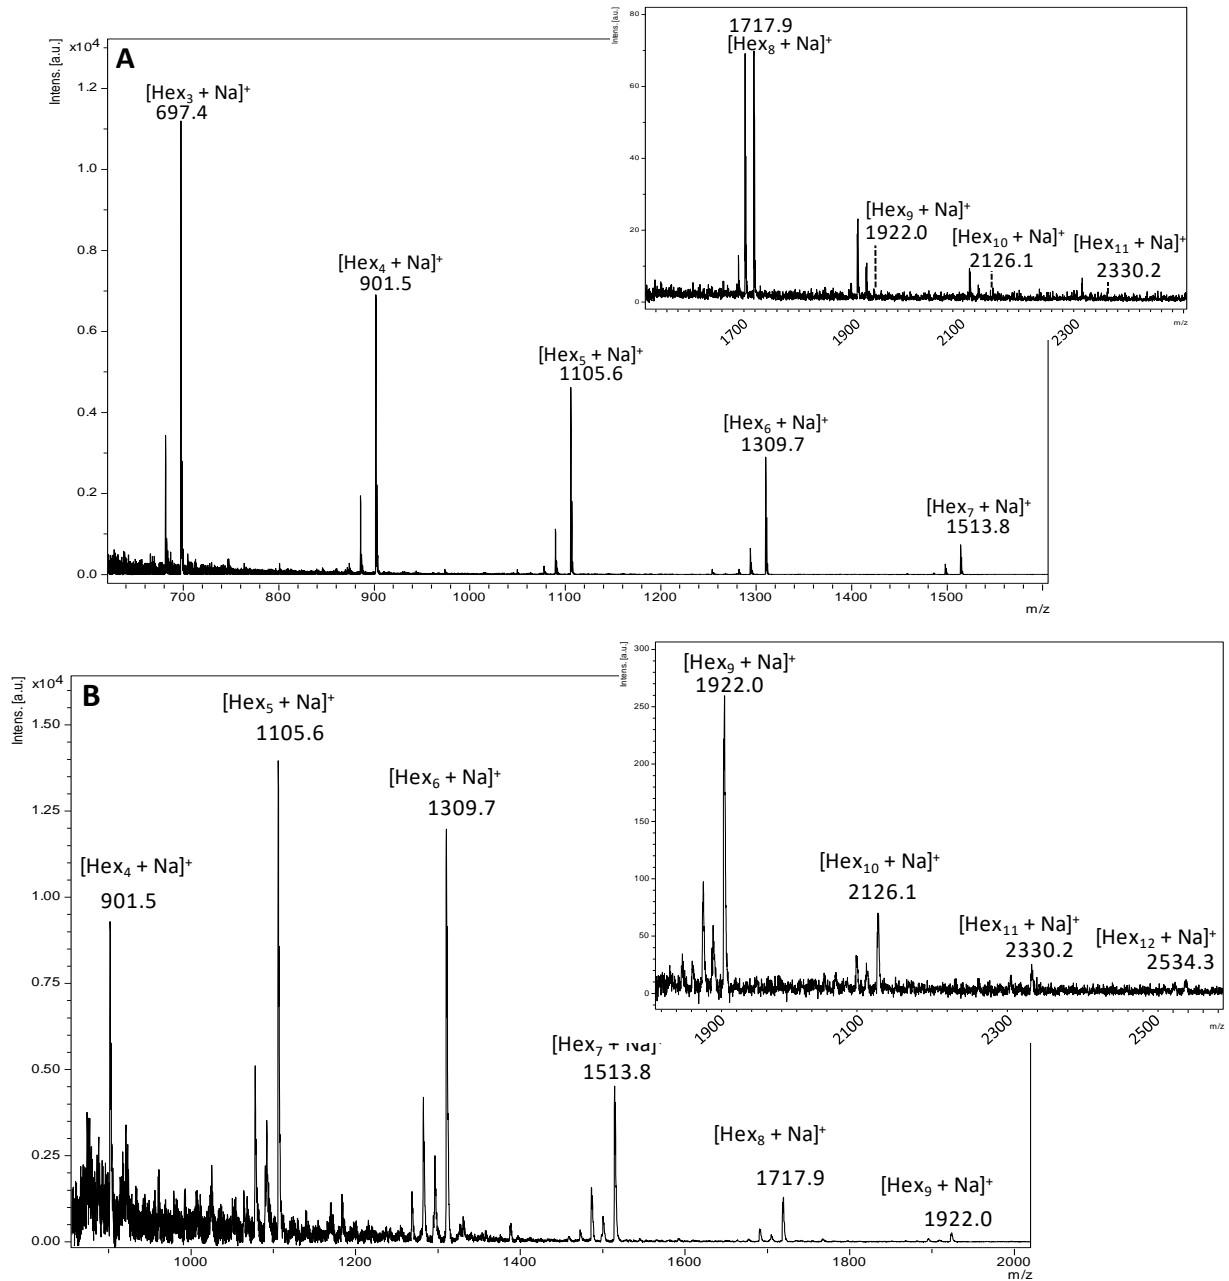 A
Intens. [a.u.]
x10⁴
[Hex₃ + Na]⁺
697.4
[Hex₄ + Na]⁺
901.5
[Hex₅ + Na]⁺
1105.6
[Hex₆ + Na]⁺
1309.7
[Hex₇ + Na]⁺
1513.8
1.2
1.0
0.8
0.6
0.4
0.2
0.0
700 800 900 1000 1100 1200 1300 1400 1500
m/z
Intens. [a.u.]
1717.9
[Hex₈ + Na]⁺
[Hex₉ + Na]⁺
1922.0
[Hex₁₀ + Na]⁺
2126.1
[Hex₁₁ + Na]⁺
2330.2
80
60
40
20
0
1700 1900 2100 2300
m/z
B
Intens. [a.u.]
x10⁴
[Hex₄ + Na]⁺
901.5
[Hex₅ + Na]⁺
1105.6
[Hex₆ + Na]⁺
1309.7
[Hex₇ + Na]
1513.8
[Hex₈ + Na]⁺
1717.9
[Hex₉ + Na]⁺
1922.0
1.50
1.25
1.00
0.75
0.50
0.25
0.00
1000 1200 1400 1600 1800 2000
m/z
Intens. [a.u.]
[Hex₉ + Na]⁺
1922.0
[Hex₁₀ + Na]⁺
2126.1
[Hex₁₁ + Na]⁺
2330.2
[Hex₁₂ + Na]⁺
2534.3
300
250
200
150
100
50
0
1900 2100 2300 2500
m/z